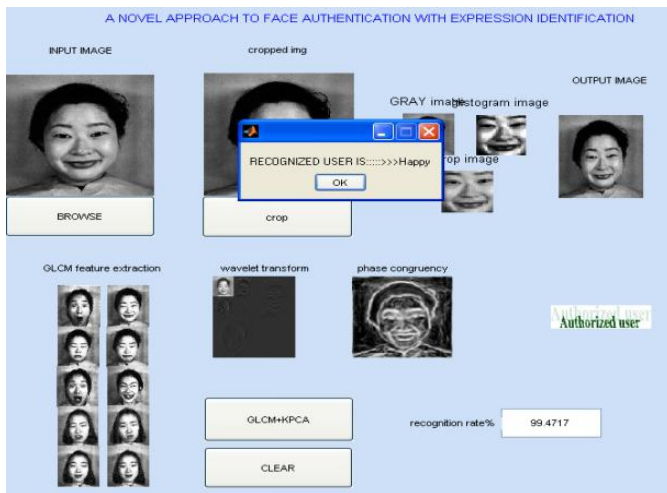 A NOVEL APPROACH TO FACE AUTHENTICATION WITH EXPRESSION IDENTIFICATION
INPUT IMAGE
cropped img
GRAY image
histogram image
OUTPUT IMAGE
RECOGNIZED USER IS:::::>>>Happy
OK
image
BROWSE
crop
GLCM feature extraction
wavelet transform
phase congruency
Authorized user
Authorized user
GLCM+KPCA
recognition rate%
99.4717
CLEAR